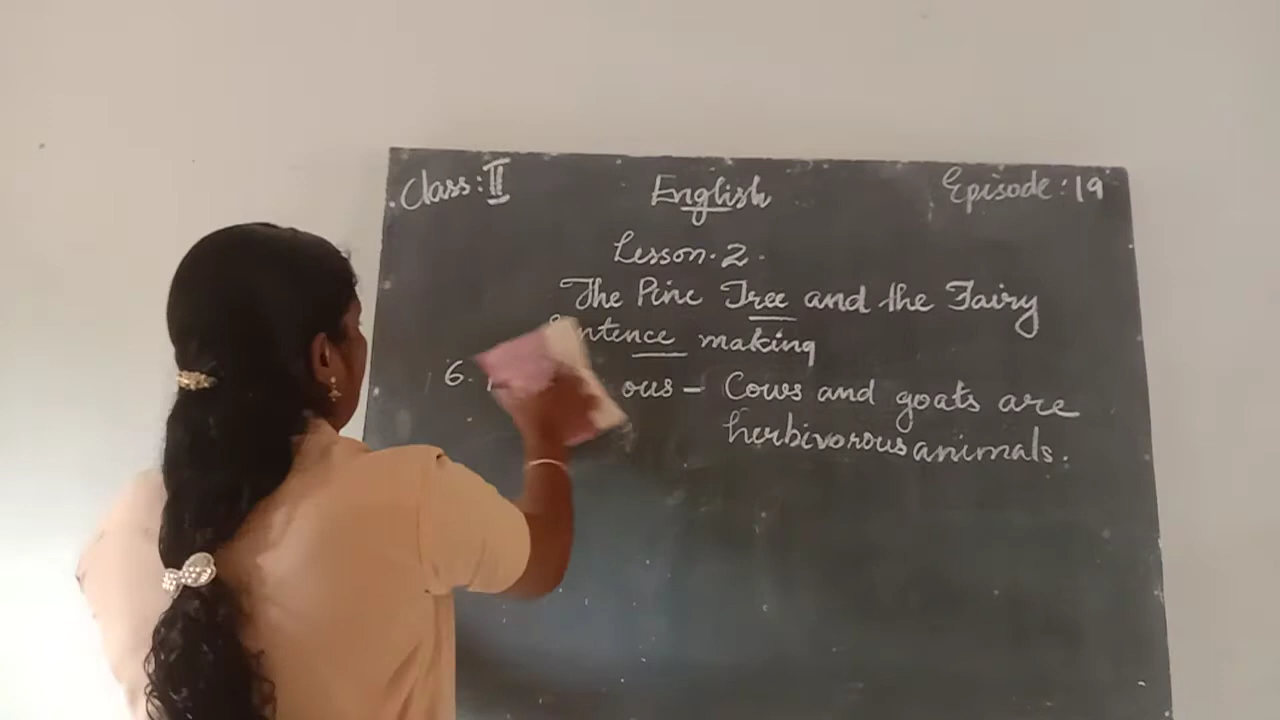 Class: II
English
Episode: 19
Lesson. 2.
The Pine Tree and the Fairy
Sentence making
6. ous - Cows and goats are
herbivorous animals.